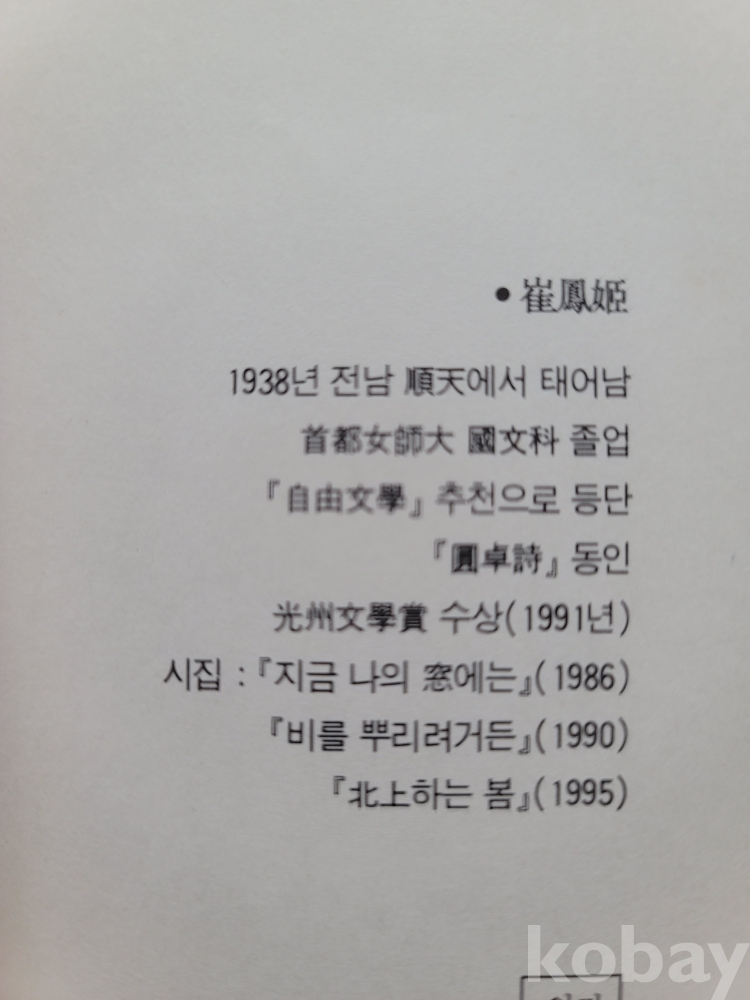 • 崔鳳姬
1938년 전남 順天에서 태어남
首都女師大 國文科 졸업
『自由文學』 추천으로 등단
『圓卓詩』 동인
光州文學賞 수상(1991년)
시집 : 『지금 나의 窓에는』(1986)
『비를 뿌리려거든』(1990)
『北上하는 봄』(1995)
kobay